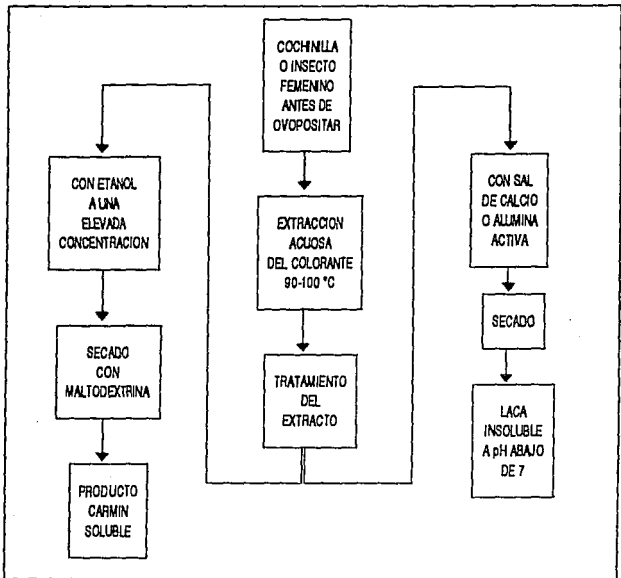 COCHINILLA
O INSECTO
FEMENINO
ANTES DE
OVOPOSITAR
EXTRACCION
ACUOSA
DEL COLORANTE
90-100 °C
TRATAMIENTO
DEL
EXTRACTO
CON ETANOL
A UNA
ELEVADA
CONCENTRACION
SECADO
CON
MALTODEXTRINA
PRODUCTO
CARMIN
SOLUBLE
CON SAL
DE CALCIO
O ALUMINA
ACTIVA
SECADO
LACA
INSOLUBLE
A pH ABAJO
DE 7